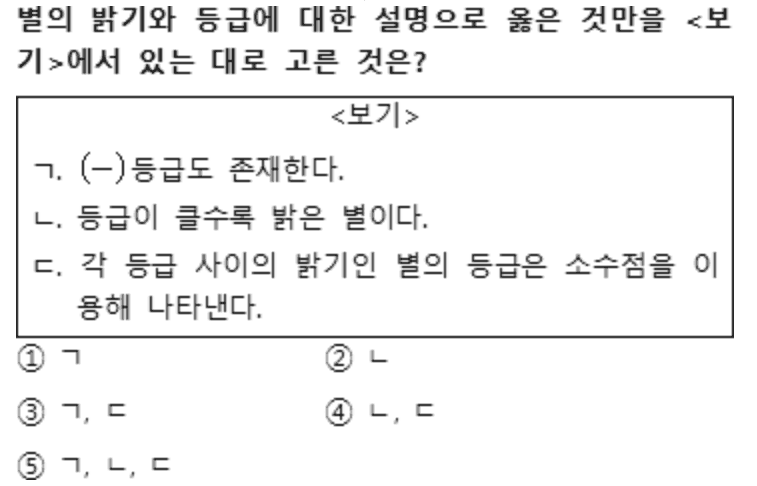 별의 밝기와 등급에 대한 설명으로 옳은 것만을 <보
기>에서 있는 대로 고른 것은?
<보기>
ㄱ. (-)등급도 존재한다.
ㄴ. 등급이 클수록 밝은 별이다.
ㄷ. 각 등급 사이의 밝기인 별의 등급은 소수점을 이
용해 나타낸다.
① ㄱ ② ㄴ
③ ㄱ, ㄷ ④ ㄴ, ㄷ
⑤ ㄱ, ㄴ, ㄷ